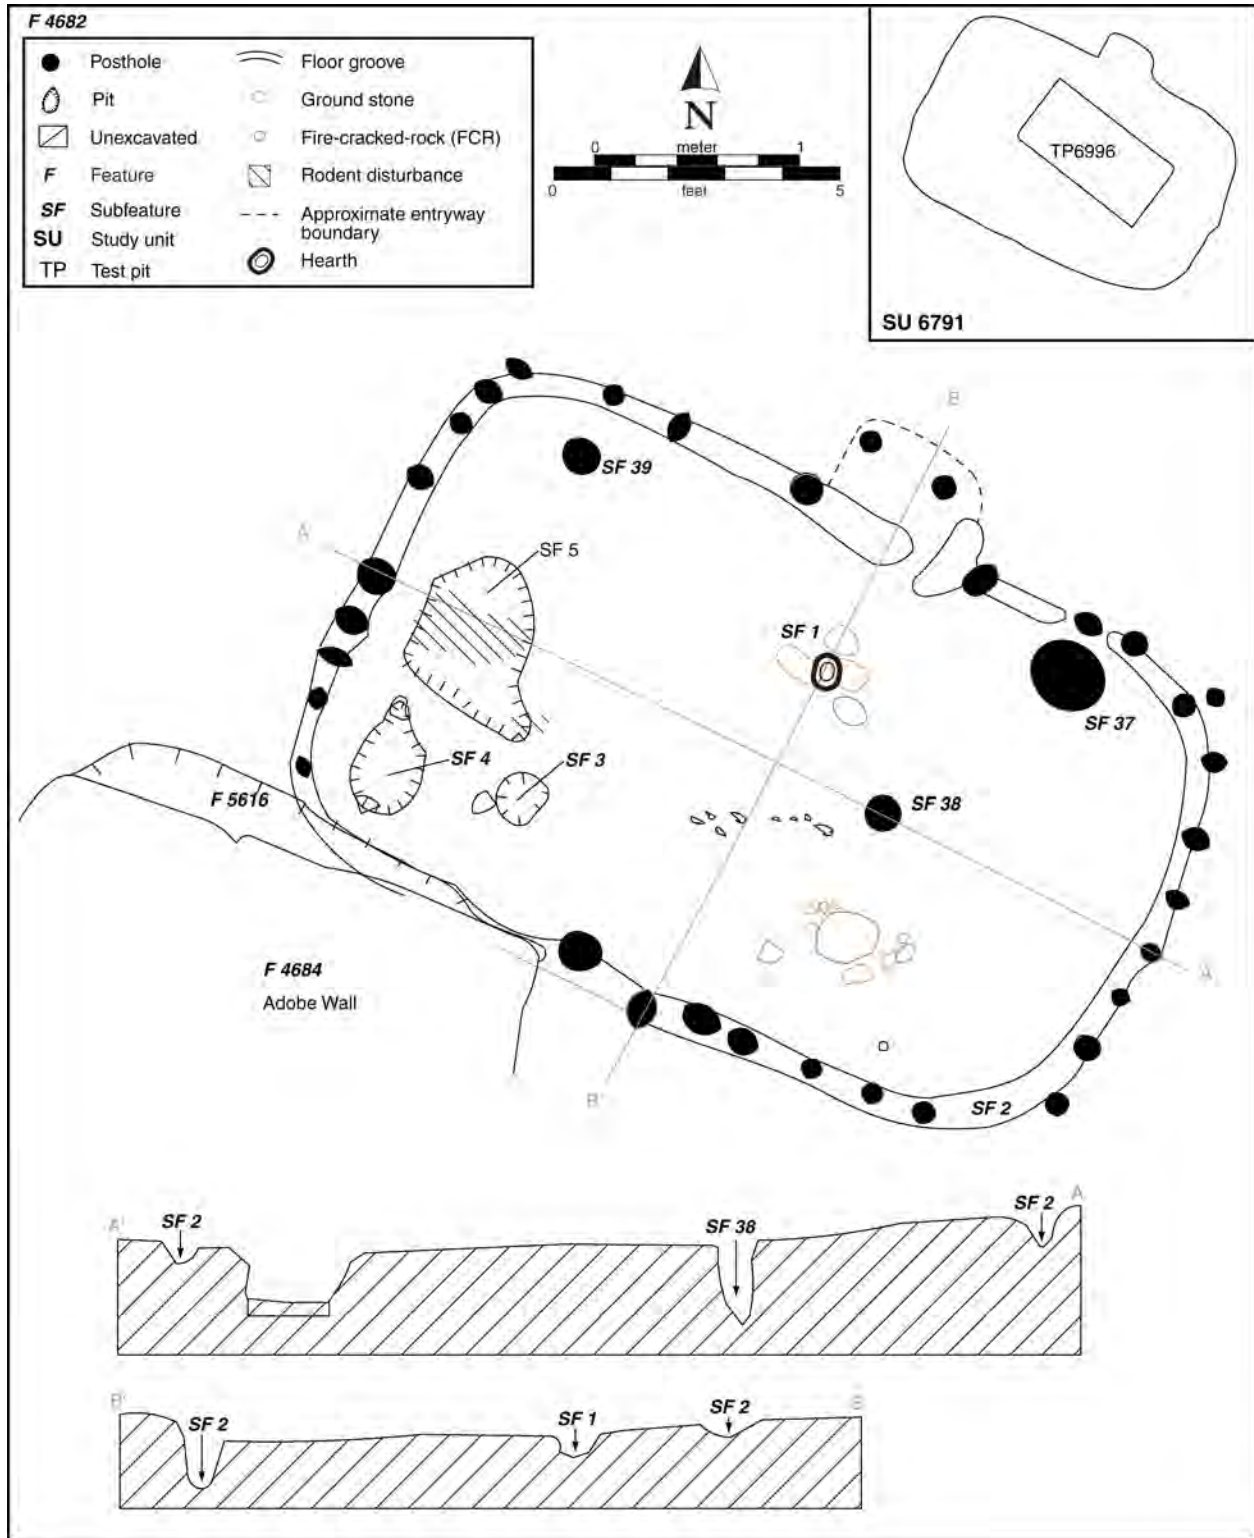 F 4682
Posthole
Pit
Unexcavated
F Feature
SF Subfeature
SU Study unit
TP Test pit
Floor groove
Ground stone
Fire-cracked-rock (FCR)
Rodent disturbance
Approximate entryway
boundary
Hearth
N
0 meter 1
0 feet 5
TP6996
SU 6791
B
SF 39
A'
SF 5
SF 1
SF 37
SF 4
SF 3
F 5616
SF 38
F 4684
Adobe Wall
A
B'
SF 2
A' SF 2 SF 38 SF 2 A
B' SF 2 SF 1 SF 2 B